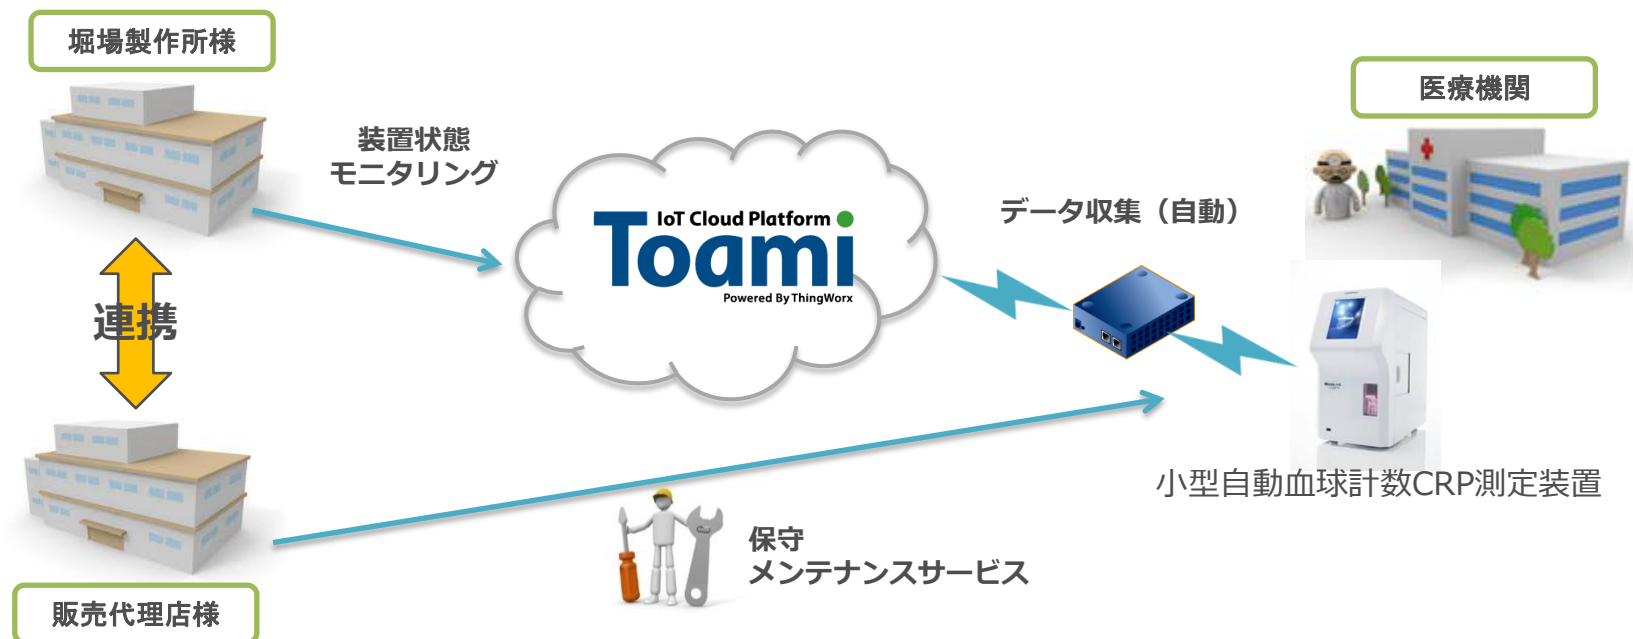 堀場製作所様
医療機関
装置状態
モニタリング
IoT Cloud Platform
Toami
Powered By ThingWorx
データ収集（自動）
連携
小型自動血球計数CRP測定装置
保守
メンテナンスサービス
販売代理店様